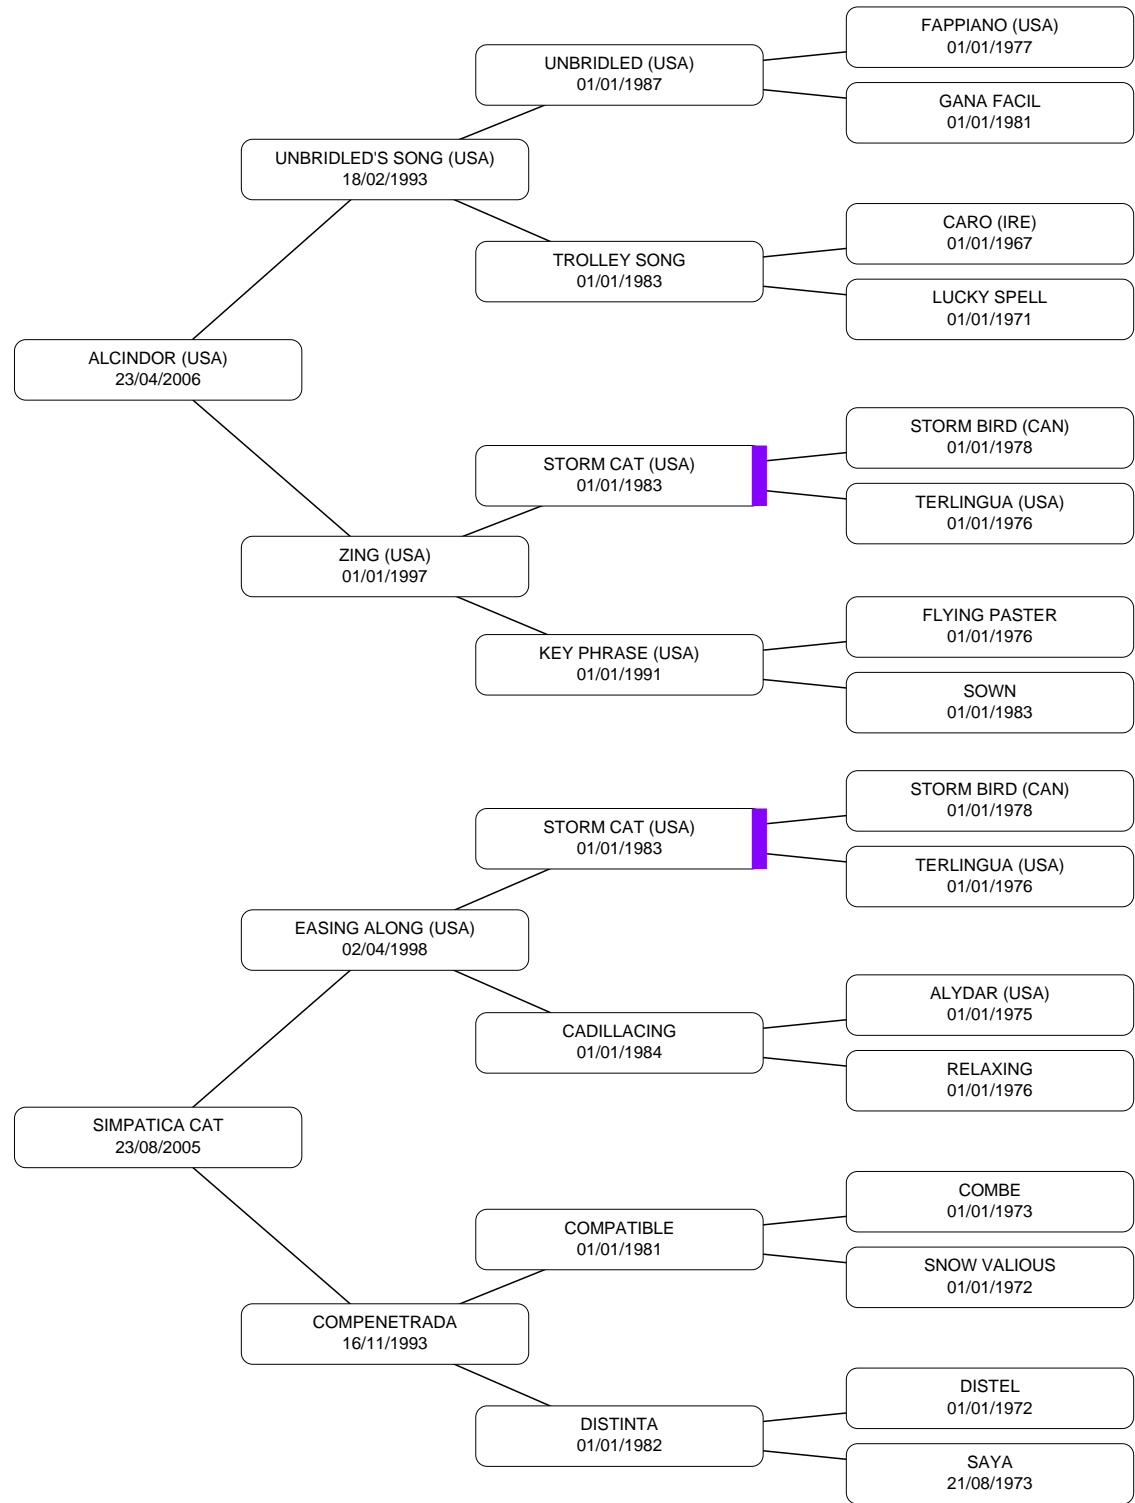 FAPPIANO (USA)
01/01/1977
UNBRIDLED (USA)
01/01/1987
GANA FACIL
01/01/1981
UNBRIDLED'S SONG (USA)
18/02/1993
CARO (IRE)
01/01/1967
TROLLEY SONG
01/01/1983
LUCKY SPELL
01/01/1971
ALCINDOR (USA)
23/04/2006
STORM BIRD (CAN)
01/01/1978
STORM CAT (USA)
01/01/1983
TERLINGUA (USA)
01/01/1976
ZING (USA)
01/01/1997
FLYING PASTER
01/01/1976
KEY PHRASE (USA)
01/01/1991
SOWN
01/01/1983
STORM BIRD (CAN)
01/01/1978
STORM CAT (USA)
01/01/1983
TERLINGUA (USA)
01/01/1976
EASING ALONG (USA)
02/04/1998
ALYDAR (USA)
01/01/1975
CADILLACING
01/01/1984
RELAXING
01/01/1976
SIMPATICA CAT
23/08/2005
COMBE
01/01/1973
COMPATIBLE
01/01/1981
SNOW VALIOUS
01/01/1972
COMPENETRADA
16/11/1993
DISTEL
01/01/1972
DISTINTA
01/01/1982
SAYA
21/08/1973